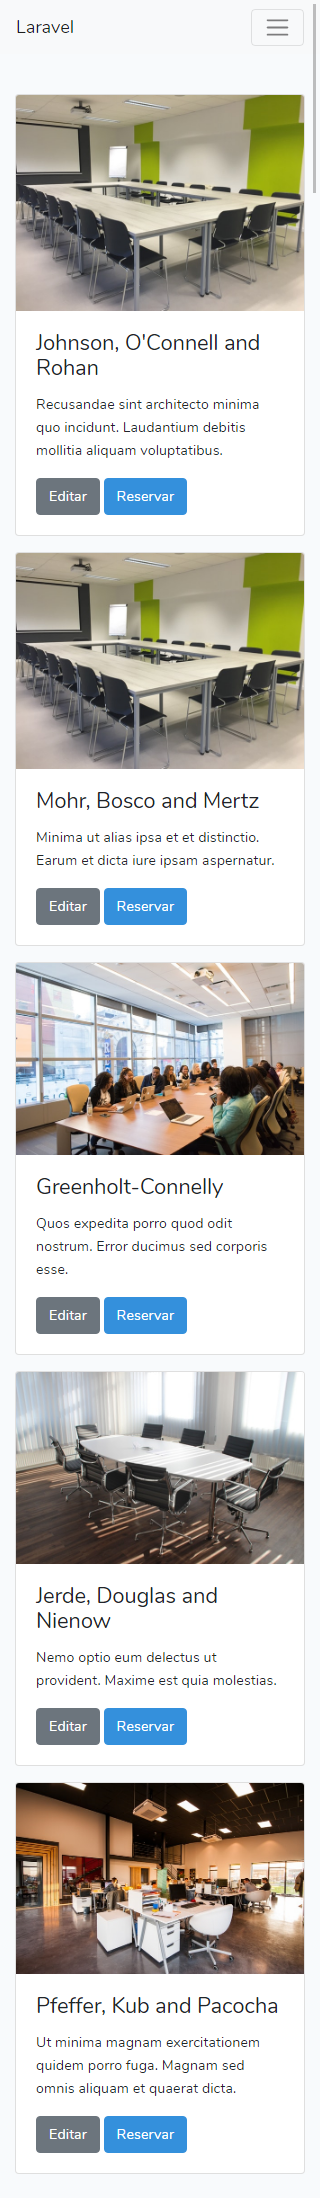 Laravel
Johnson, O'Connell and
Rohan
Recusandae sint architecto minima
quo incidunt. Laudantium debitis
mollitia aliquam voluptatibus.
Editar Reservar
Mohr, Bosco and Mertz
Minima ut alias ipsa et et distinctio.
Earum et dicta iure ipsam aspernatur.
Editar Reservar
Greenholt-Connelly
Quos expedita porro quod odit
nostrum. Error ducimus sed corporis
esse.
Editar Reservar
Jerde, Douglas and
Nienow
Nemo optio eum delectus ut
provident. Maxime est quia molestias.
Editar Reservar
Pfeffer, Kub and Pacocha
Ut minima magnam exercitationem
quidem porro fuga. Magnam sed
omnis aliquam et quaerat dicta.
Editar Reservar